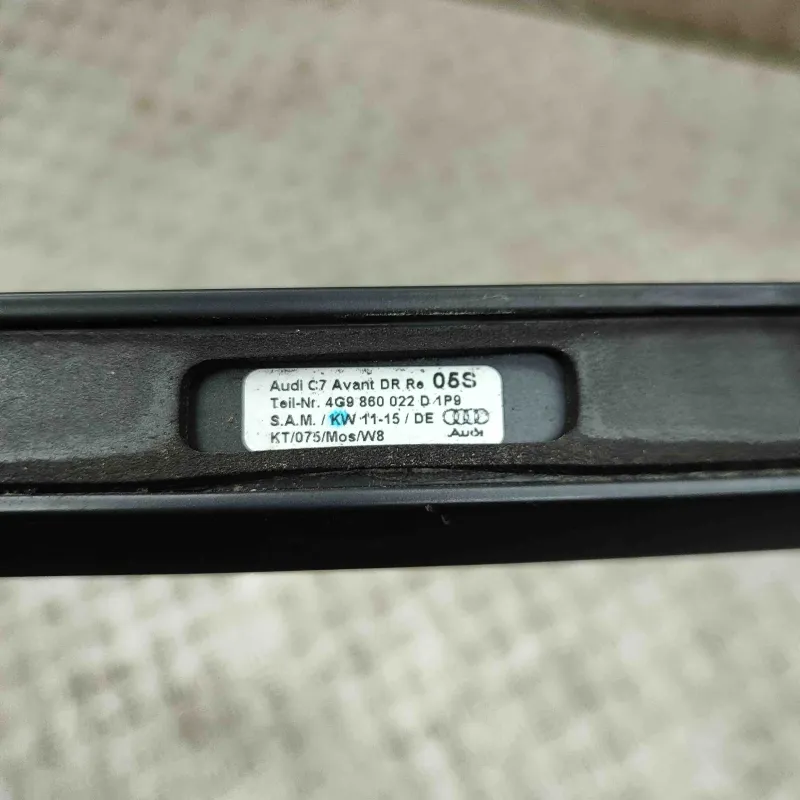 Audi C7 Avant DR Re 05S
Teil-Nr. 4G9 860 022 D 1P9
S.A.M. / KW 11-15 / DE
KT/075/Mos/W8
Audi